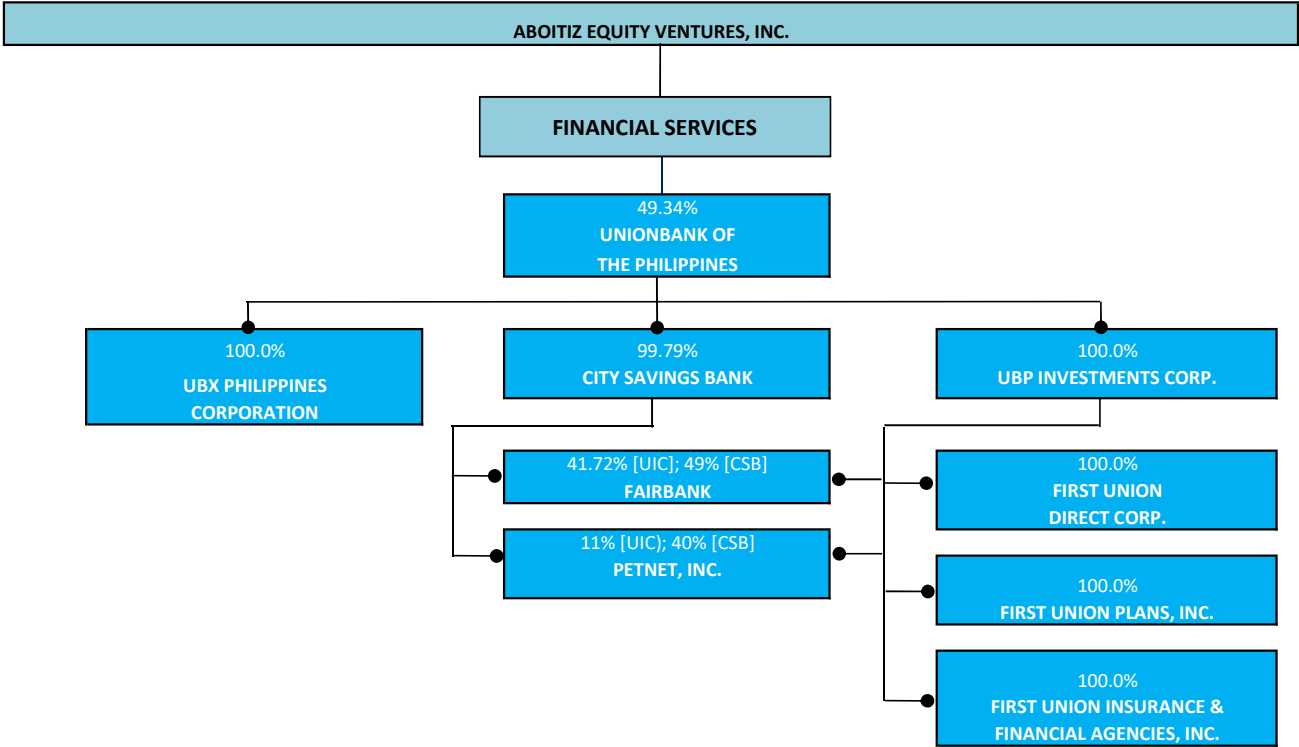 ABOITIZ EQUITY VENTURES, INC.
FINANCIAL SERVICES
49.34%
UNIONBANK OF
THE PHILIPPINES
100.0%
UBX PHILIPPINES
CORPORATION
99.79%
CITY SAVINGS BANK
100.0%
UBP INVESTMENTS CORP.
41.72% [UIC]; 49% [CSB]
FAIRBANK
11% [UIC); 40% [CSB]
PETNET, INC.
100.0%
FIRST UNION
DIRECT CORP.
100.0%
FIRST UNION PLANS, INC.
100.0%
FIRST UNION INSURANCE &
FINANCIAL AGENCIES, INC.